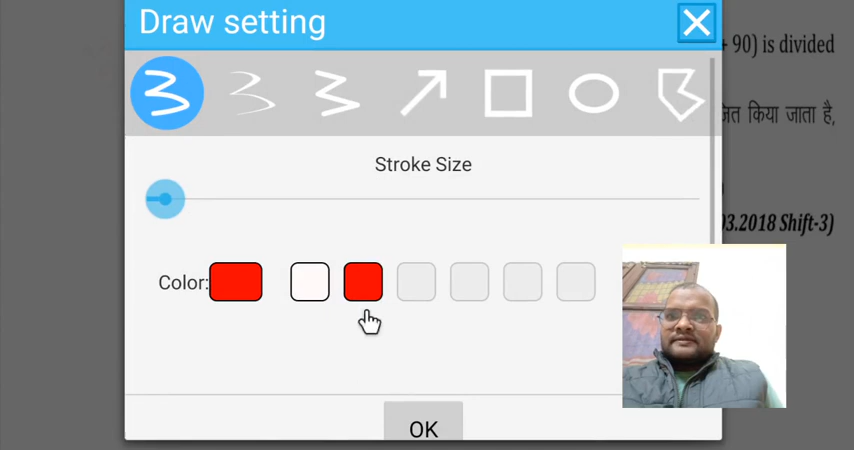 Draw setting
+ 90) is divided
जित किया जाता है,
03.2018 Shift-3)
Stroke Size
Color:
OK